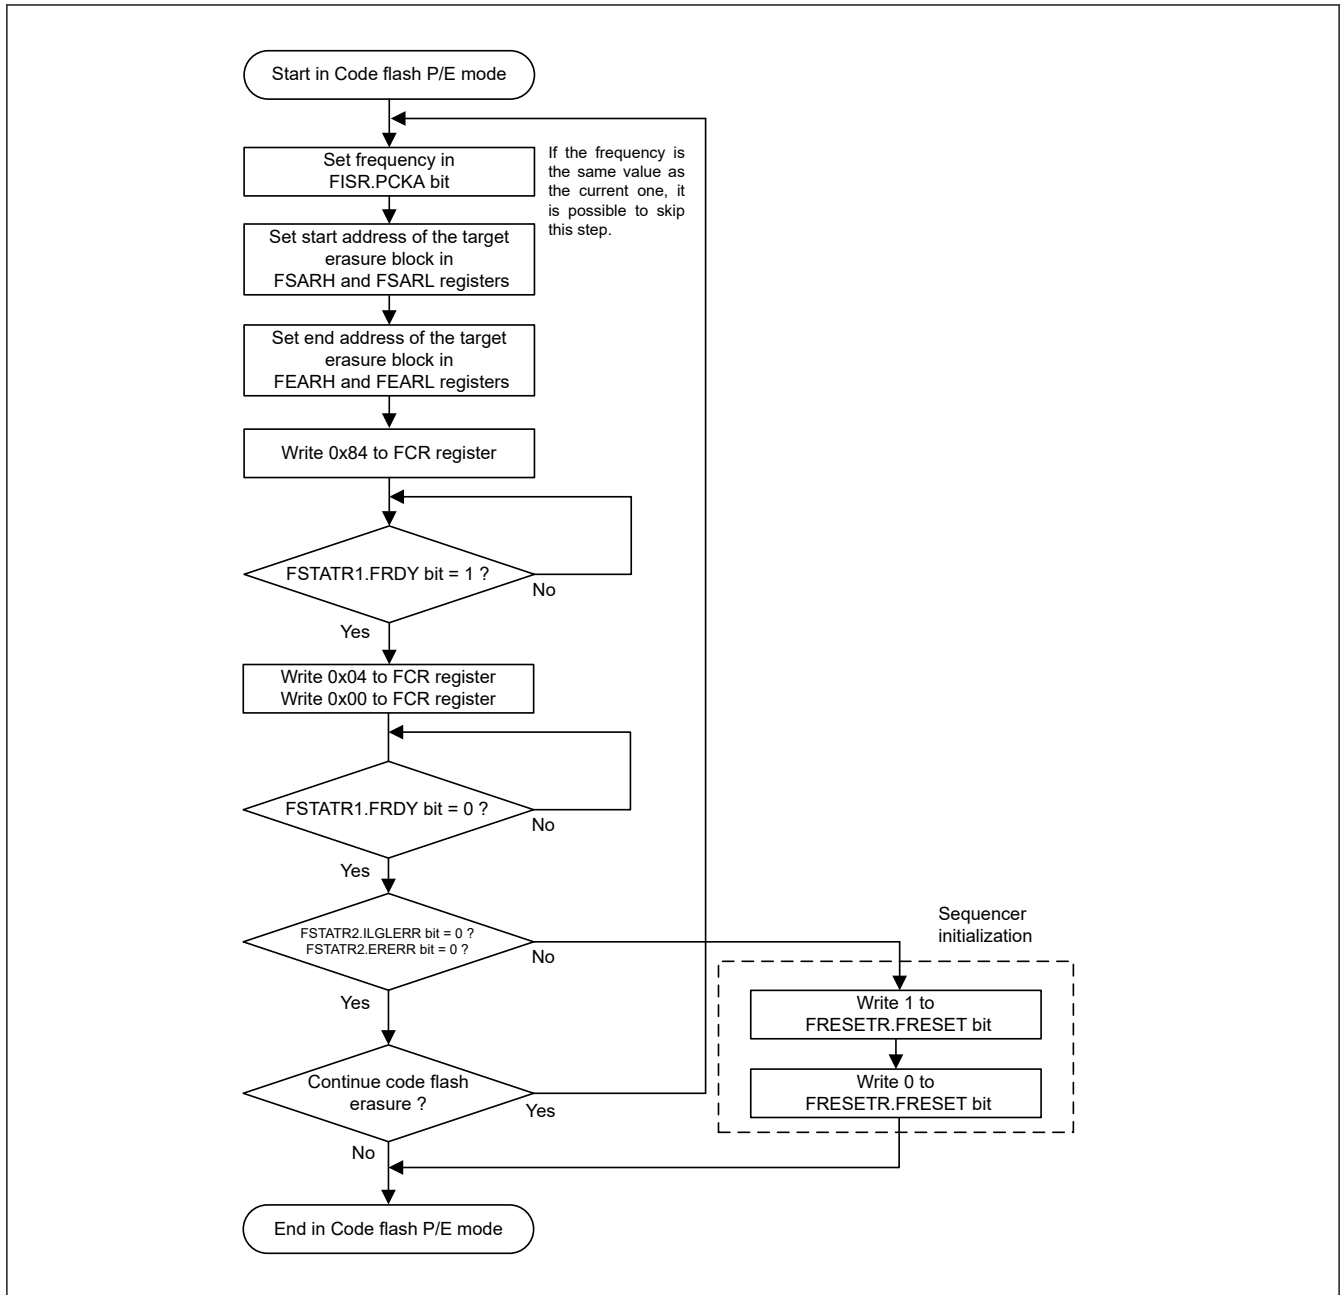 Start in Code flash P/E mode
Set frequency in
FISR.PCKA bit
If the frequency is
the same value as
the current one, it
is possible to skip
this step.
Set start address of the target
erasure block in
FSARH and FSARL registers
Set end address of the target
erasure block in
FEARH and FEARL registers
Write 0x84 to FCR register
FSTATR1.FRDY bit = 1 ?
No
Yes
Write 0x04 to FCR register
Write 0x00 to FCR register
FSTATR1.FRDY bit = 0 ?
No
Yes
FSTATR2.ILGLERR bit = 0 ?
FSTATR2.ERERR bit = 0 ?
No
Yes
Sequencer
initialization
Write 1 to
FRESETR.FRESET bit
Write 0 to
FRESETR.FRESET bit
Continue code flash
erasure ?
Yes
No
End in Code flash P/E mode